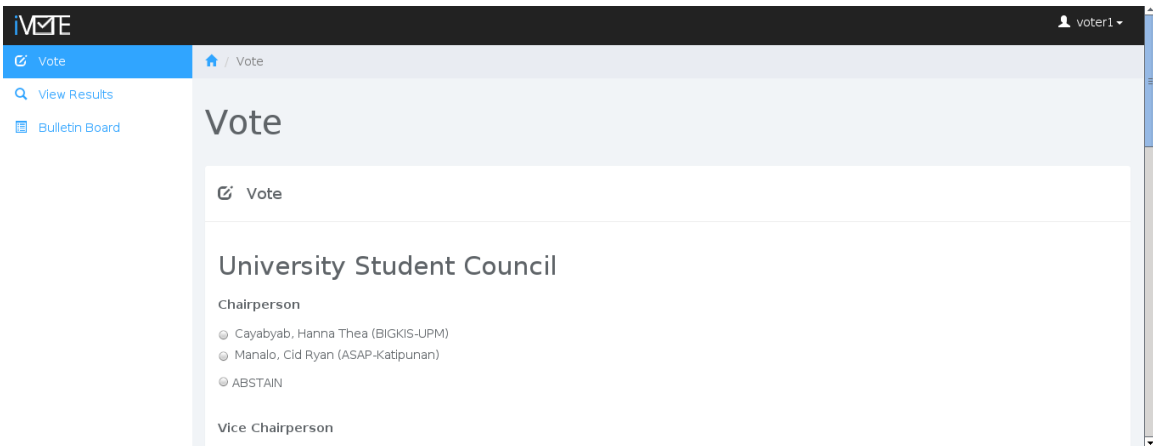 iVOTE
voter1
Vote
View Results
Bulletin Board
/ Vote
Vote
Vote
University Student Council
Chairperson
Cayabyab, Hanna Thea (BIGKIS-UPM)
Manalo, Cid Ryan (ASAP-Katipunan)
ABSTAIN
Vice Chairperson